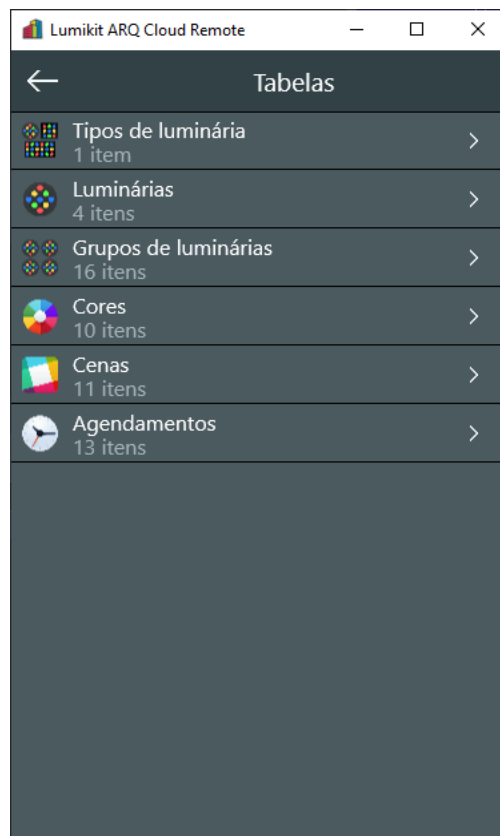 Lumikit ARQ Cloud Remote
Tabelas
Tipos de luminária
1 item
Luminárias
4 itens
Grupos de luminárias
16 itens
Cores
10 itens
Cenas
11 itens
Agendamentos
13 itens